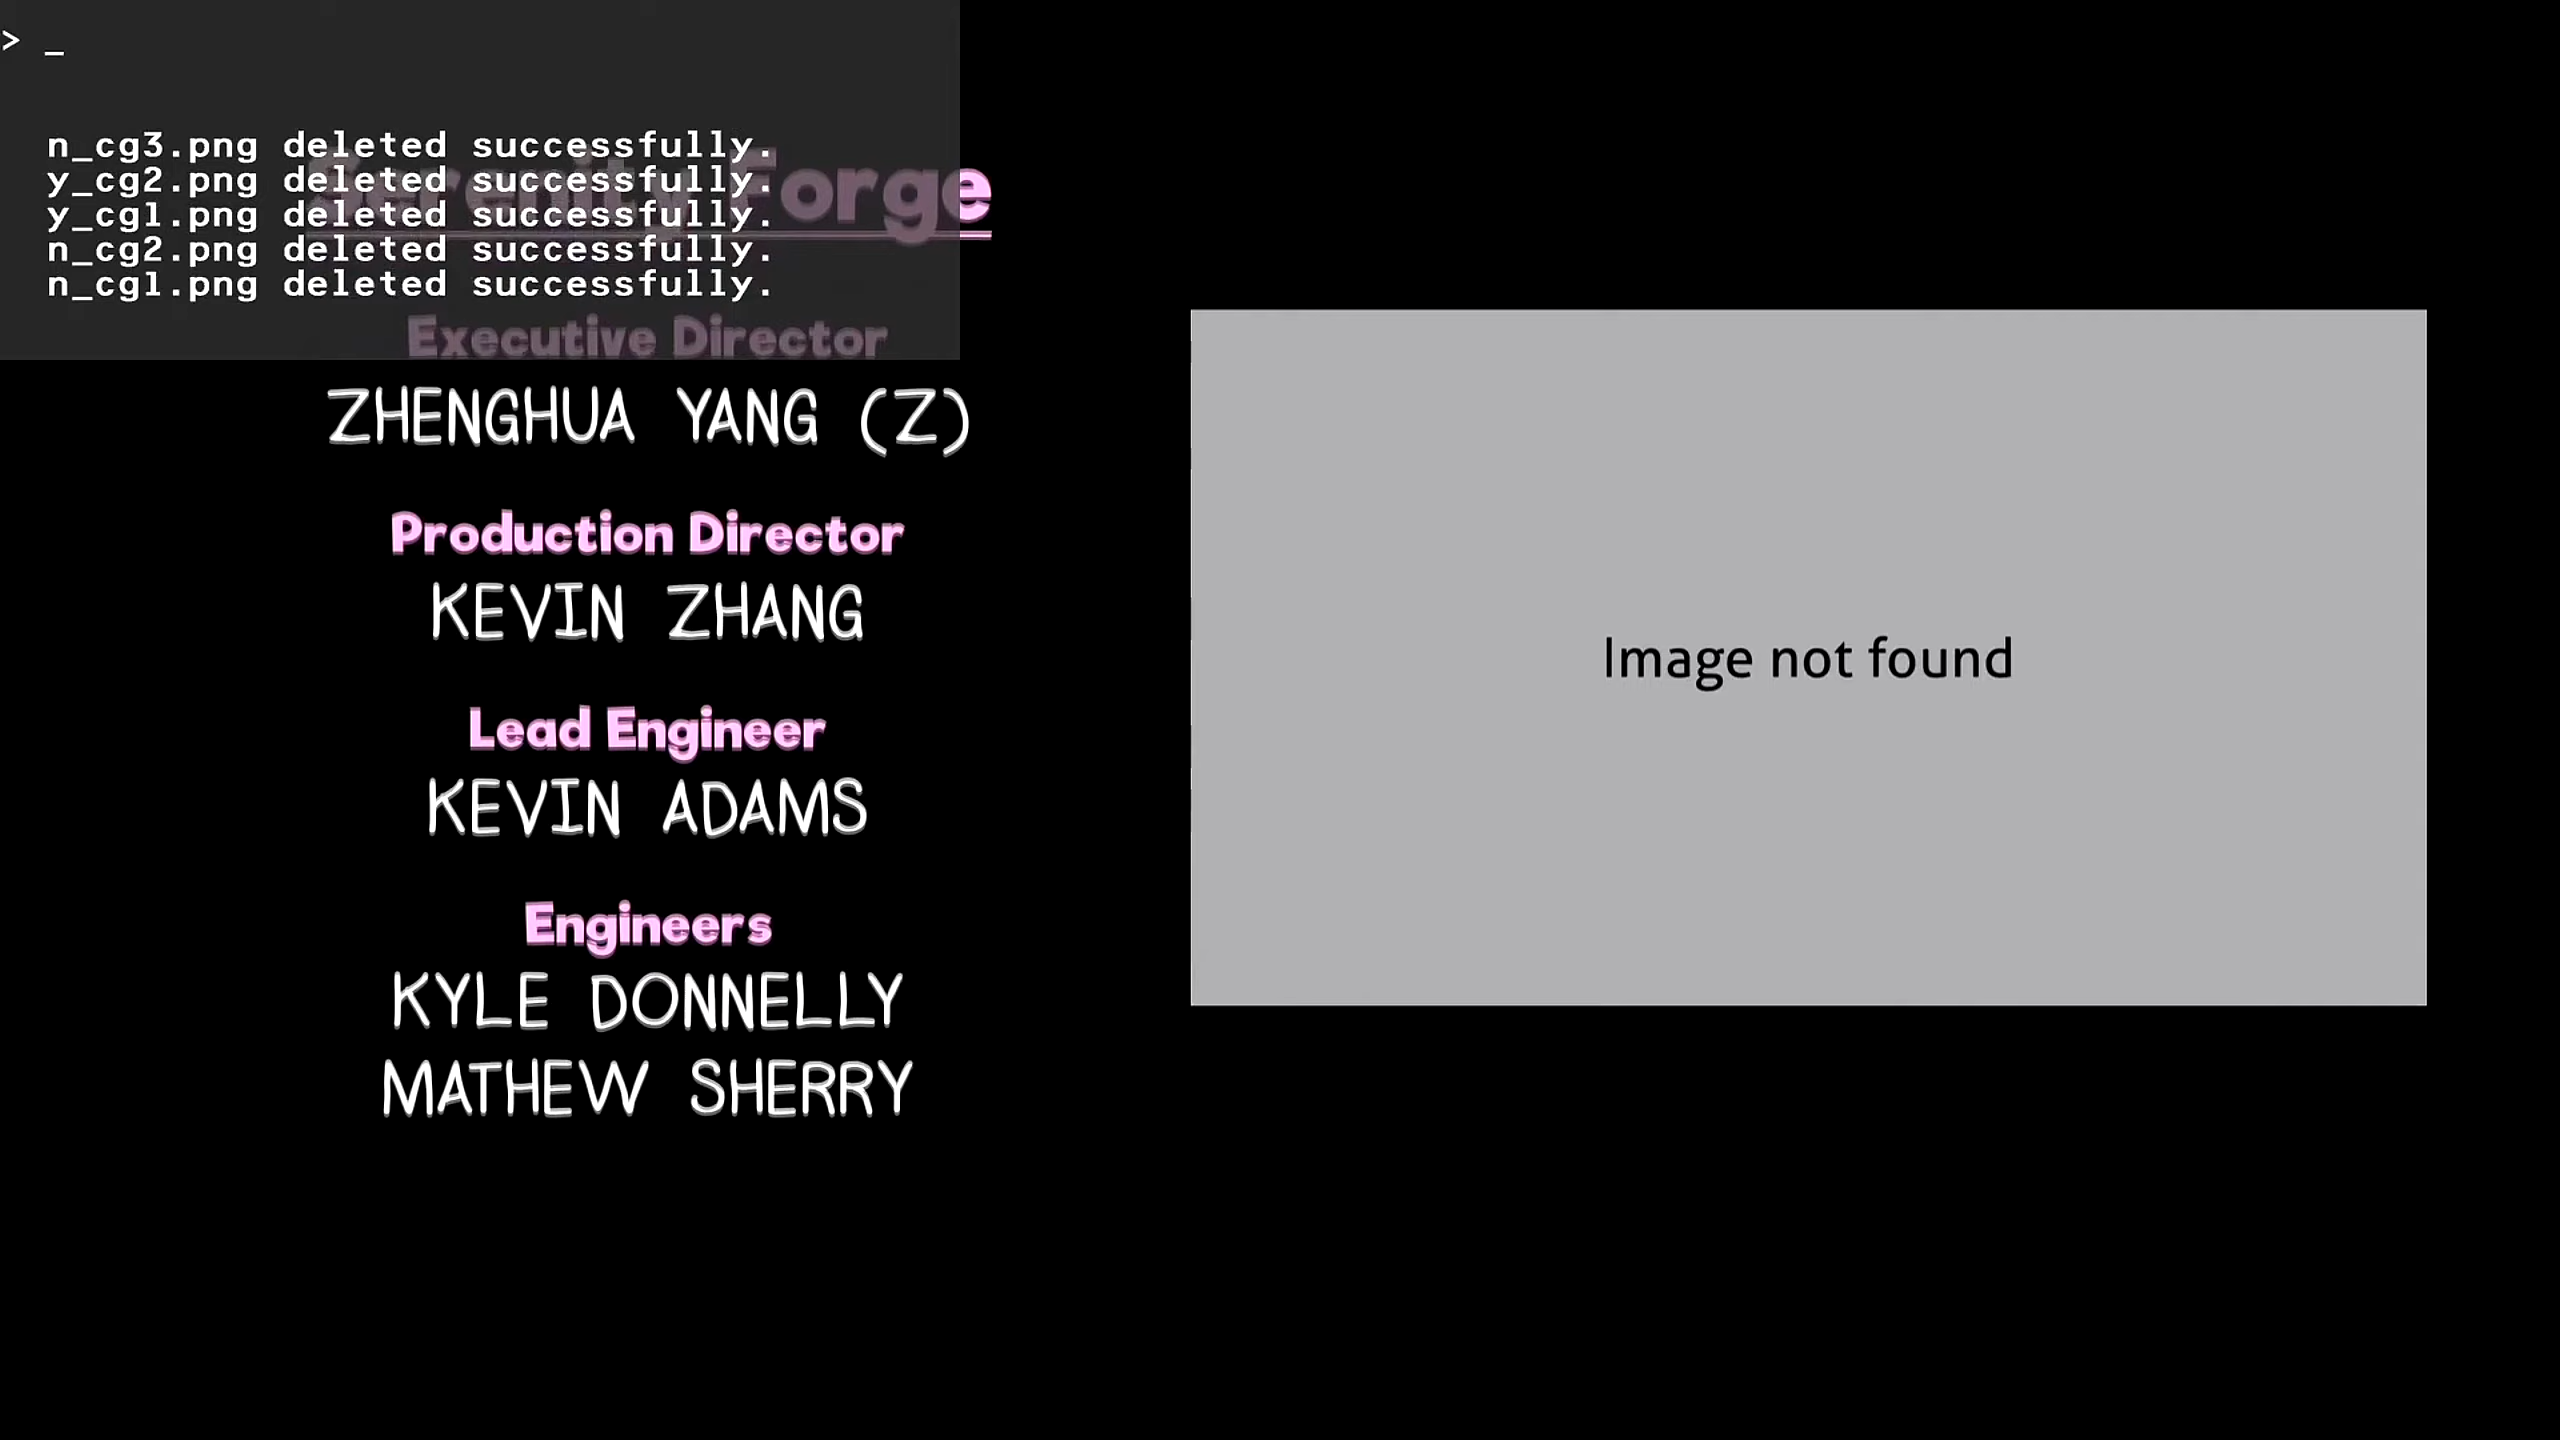 > _
n_cg3.png deleted successfully.
y_cg2.png deleted successfully.
y_cg1.png deleted successfully.
n_cg2.png deleted successfully.
n_cg1.png deleted successfully.
Serenity Forge
Executive Director
ZHENGHUA YANG (Z)
Production Director
KEVIN ZHANG
Lead Engineer
KEVIN ADAMS
Engineers
KYLE DONNELLY
MATHEW SHERRY
Image not found